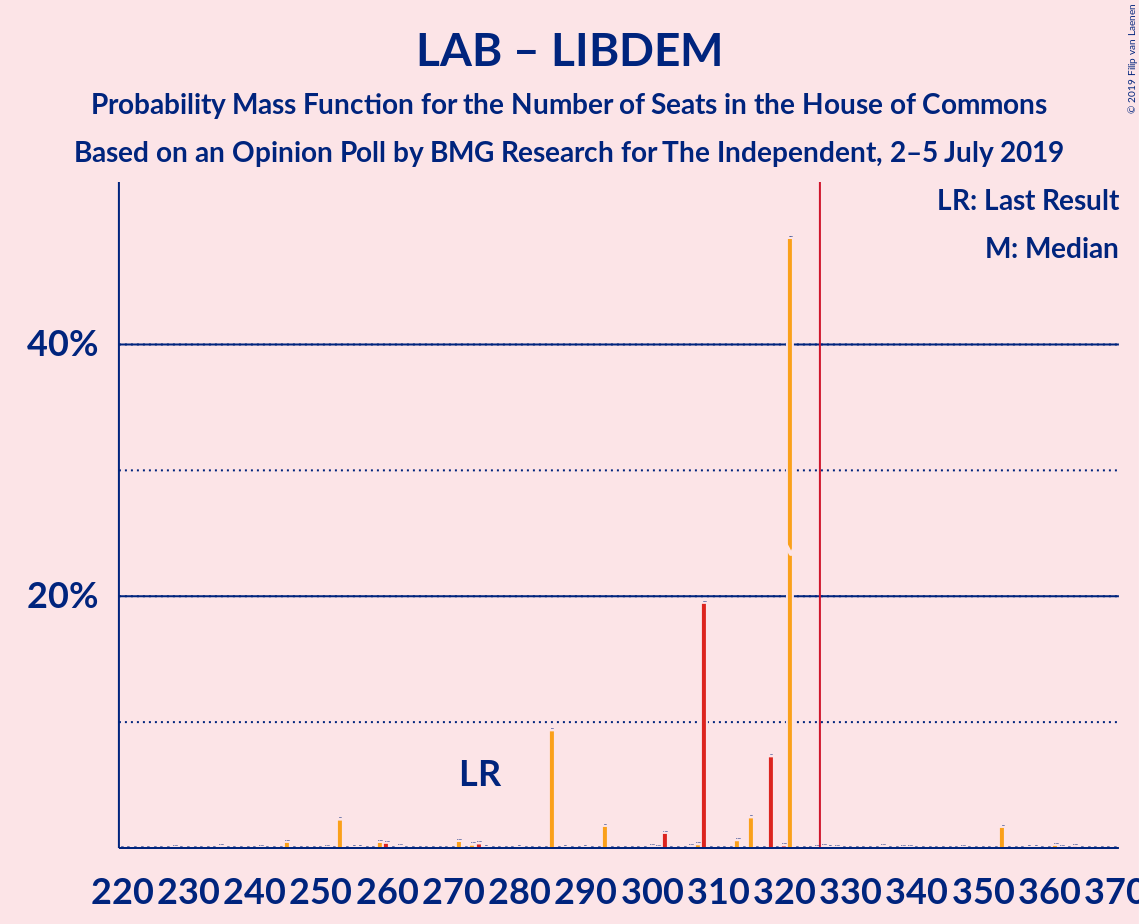 LAB – LIBDEM
Probability Mass Function for the Number of Seats in the House of Commons
Based on an Opinion Poll by BMG Research for The Independent, 2–5 July 2019
© 2019 Filip van Laenen
LR: Last Result
M: Median
40%
20%
LR
220 230 240 250 260 270 280 290 300 310 320 330 340 350 360 370